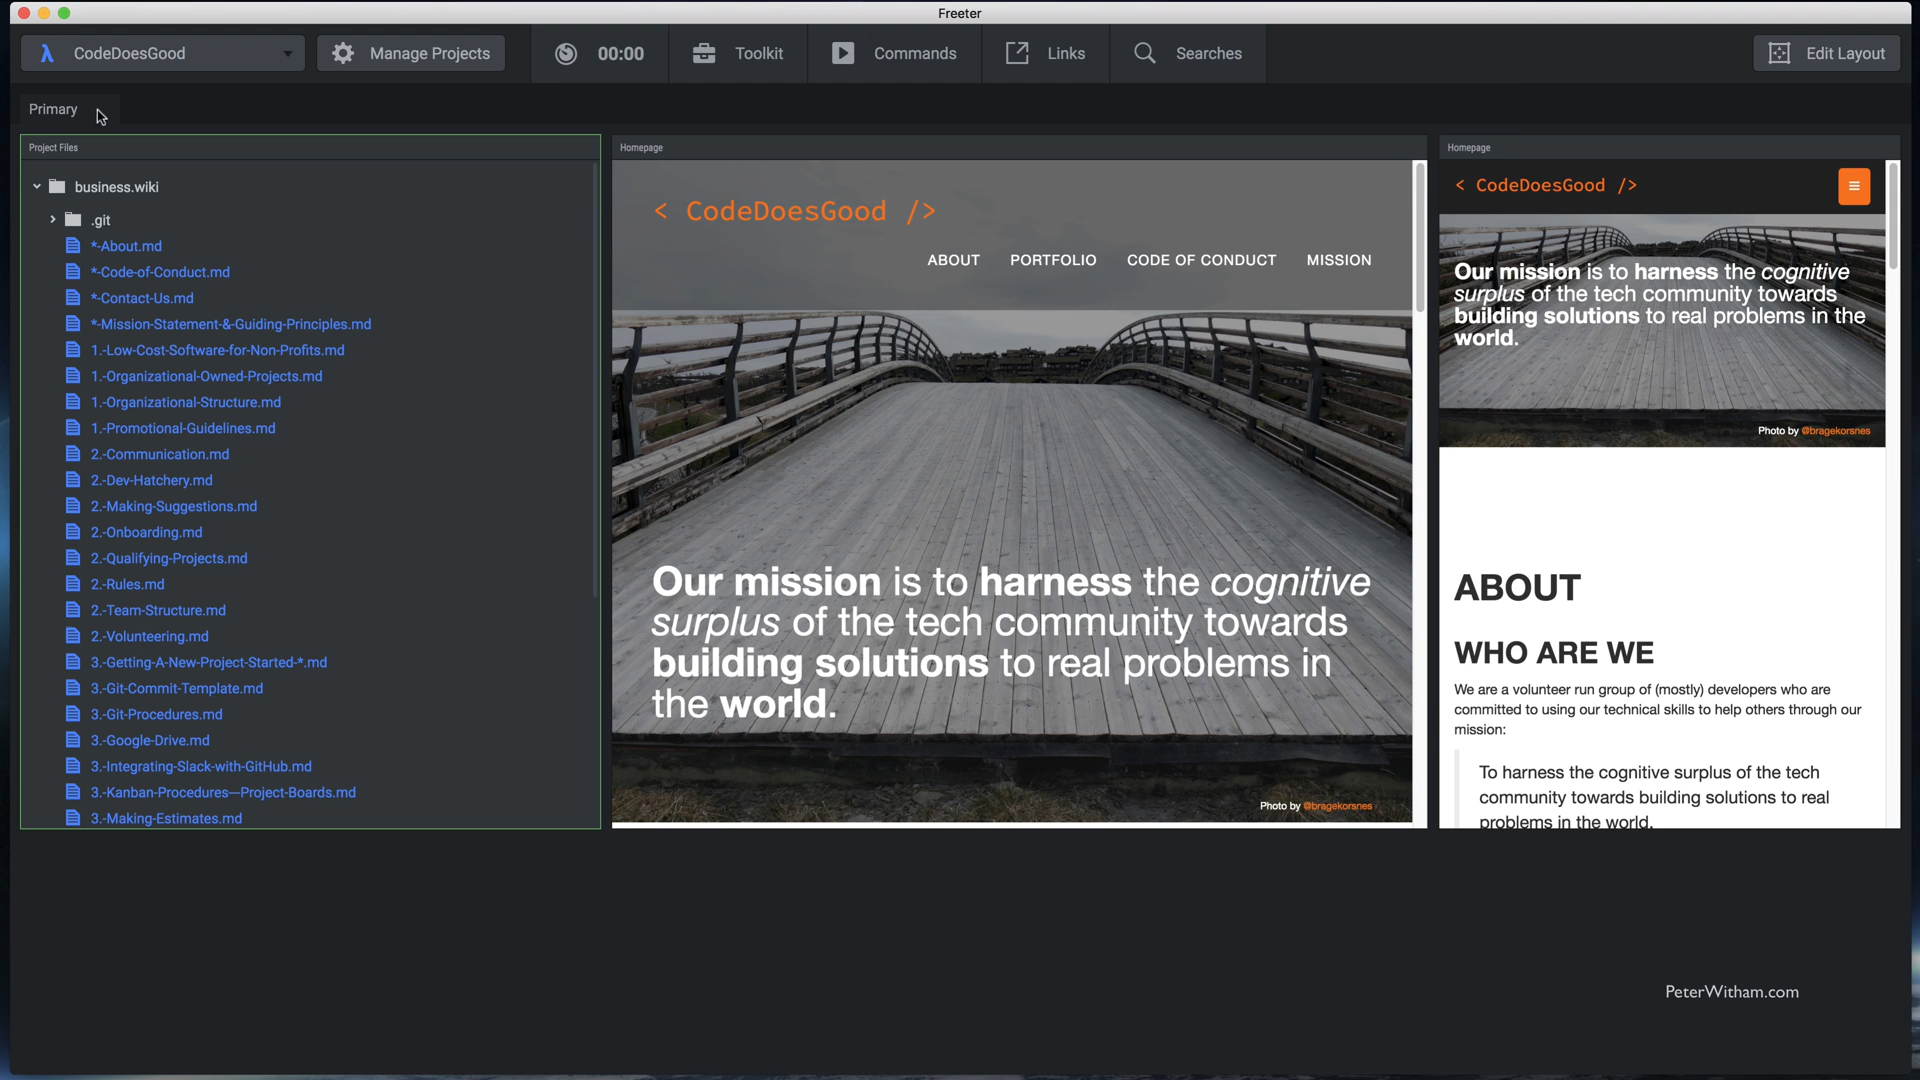 Freeter
CodeDoesGood
Manage Projects
00:00
Toolkit
Commands
Links
Searches
Edit Layout
Primary
Project Files
business.wiki
.git
*-About.md
*-Code-of-Conduct.md
*-Contact-Us.md
*-Mission-Statement-&-Guiding-Principles.md
1.-Low-Cost-Software-for-Non-Profits.md
1.-Organizational-Owned-Projects.md
1.-Organizational-Structure.md
1.-Promotional-Guidelines.md
2.-Communication.md
2.-Dev-Hatchery.md
2.-Making-Suggestions.md
2.-Onboarding.md
2.-Qualifying-Projects.md
2.-Rules.md
2.-Team-Structure.md
2.-Volunteering.md
3.-Getting-A-New-Project-Started-*.md
3.-Git-Commit-Template.md
3.-Git-Procedures.md
3.-Google-Drive.md
3.-Integrating-Slack-with-GitHub.md
3.-Kanban-Procedures—Project-Boards.md
3.-Making-Estimates.md
Homepage
< CodeDoesGood />
ABOUT
PORTFOLIO
CODE OF CONDUCT
MISSION
Our mission is to harness the cognitive
surplus of the tech community towards
building solutions to real problems in
the world.
Photo by @bragekorsnes
Homepage
< CodeDoesGood />
Our mission is to harness the cognitive
surplus of the tech community towards
building solutions to real problems in the
world.
Photo by @bragekorsnes
ABOUT
WHO ARE WE
We are a volunteer run group of (mostly) developers who are
committed to using our technical skills to help others through our
mission:
To harness the cognitive surplus of the tech
community towards building solutions to real
problems in the world.
PeterWitham.com